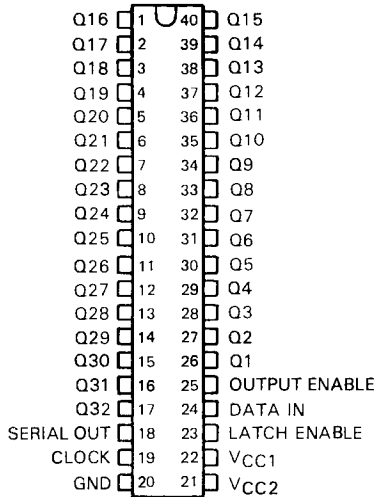 Q16 1 40 Q15
Q17 2 39 Q14
Q18 3 38 Q13
Q19 4 37 Q12
Q20 5 36 Q11
Q21 6 35 Q10
Q22 7 34 Q9
Q23 8 33 Q8
Q24 9 32 Q7
Q25 10 31 Q6
Q26 11 30 Q5
Q27 12 29 Q4
Q28 13 28 Q3
Q29 14 27 Q2
Q30 15 26 Q1
Q31 16 25 OUTPUT ENABLE
Q32 17 24 DATA IN
SERIAL OUT 18 23 LATCH ENABLE
CLOCK 19 22 VCC1
GND 20 21 VCC2